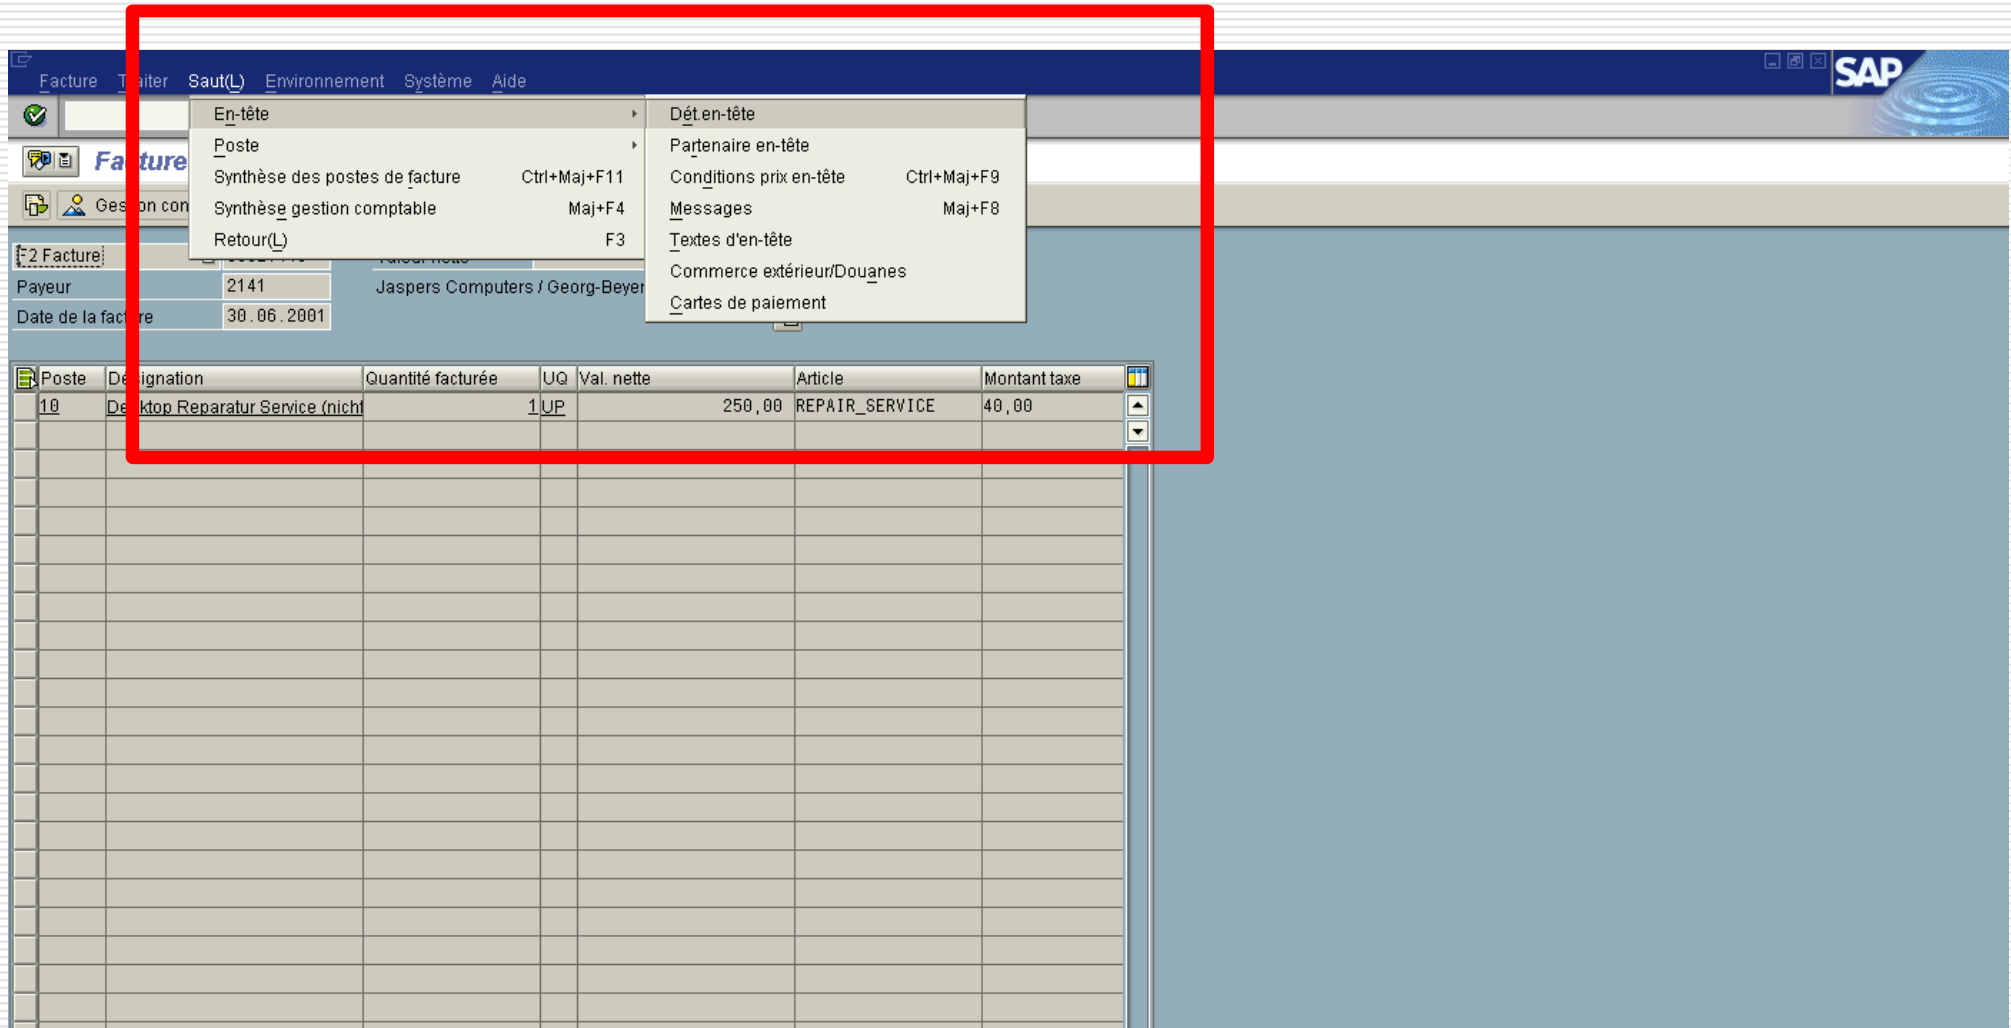 Facture Traiter Saut(L) Environnement Système Aide
SAP
En-tête
Poste
Synthèse des postes de facture Ctrl+Maj+F11
Synthèse gestion comptable Maj+F4
Retour(L) F3
Dét.en-tête
Partenaire en-tête
Conditions prix en-tête Ctrl+Maj+F9
Messages Maj+F8
Textes d'en-tête
Commerce extérieur/Douanes
Cartes de paiement
Facture
F2 Facture
Payeur 2141 Jaspers Computers / Georg-Beyer
Date de la facture 30.06.2001
Poste Désignation Quantité facturée UQ Val. nette Article Montant taxe
10 Desktop Reparatur Service (nicht 1 UP 250,00 REPAIR_SERVICE 40,00